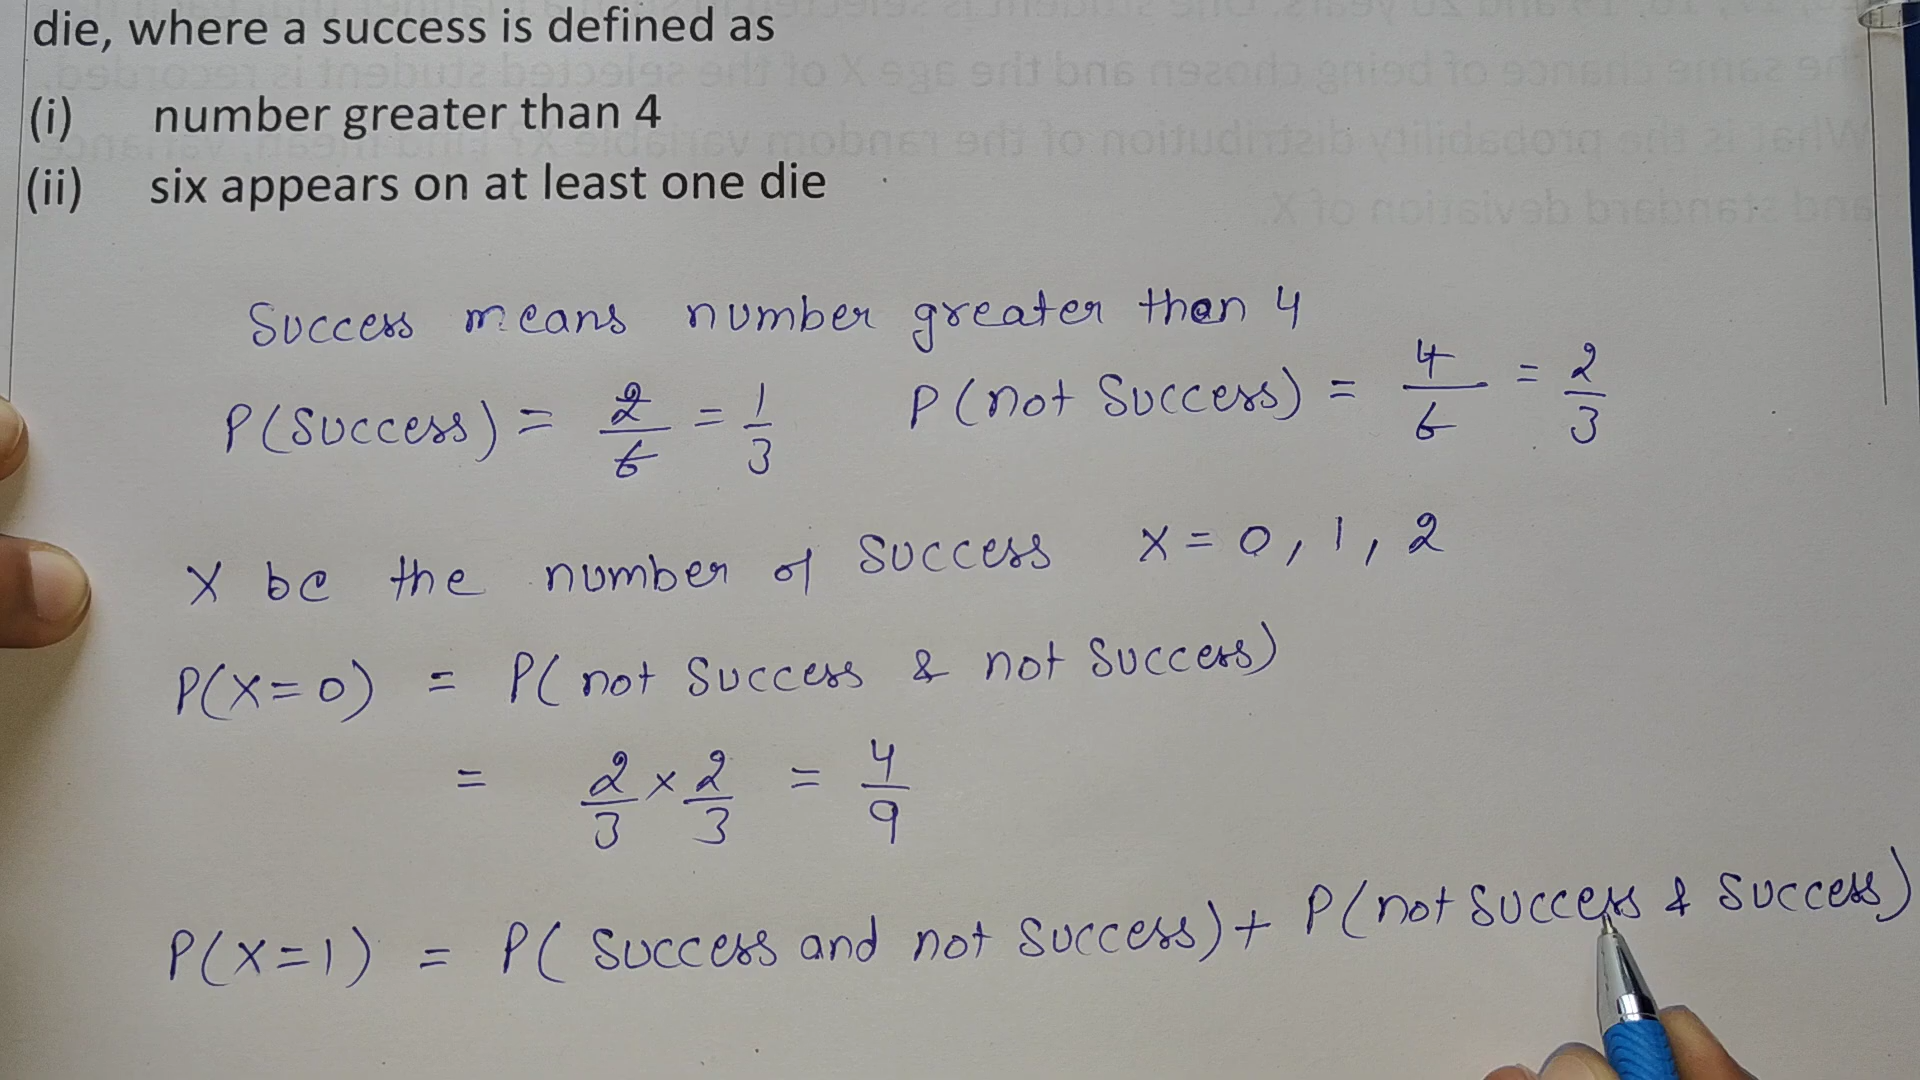 die, where a success is defined as
(i) number greater than 4
(ii) six appears on at least one die
Success means number greater than 4
P(Success) = 2/6 = 1/3 P(not Success) = 4/6 = 2/3
X be the number of Success X = 0, 1, 2
P(X=0) = P( not Success & not Success)
= 2/3 × 2/3 = 4/9
P(X=1) = P( Success and not Success) + P(not Success & Success)